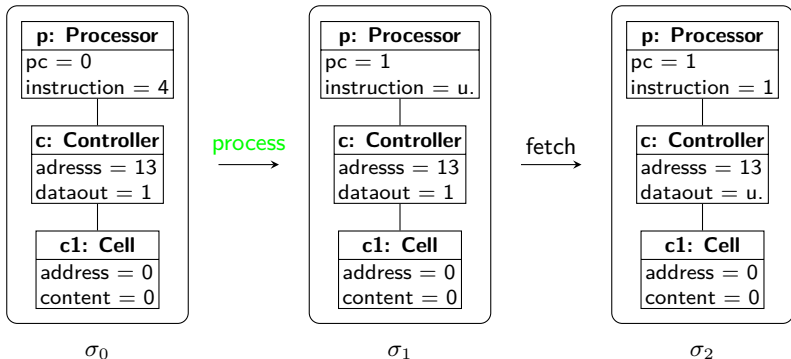 p: Processor
pc = 0
instruction = 4
c: Controller
adresss = 13
dataout = 1
c1: Cell
address = 0
content = 0
σ0
process
p: Processor
pc = 1
instruction = u.
c: Controller
adresss = 13
dataout = 1
c1: Cell
address = 0
content = 0
σ1
fetch
p: Processor
pc = 1
instruction = 1
c: Controller
adresss = 13
dataout = u.
c1: Cell
address = 0
content = 0
σ2